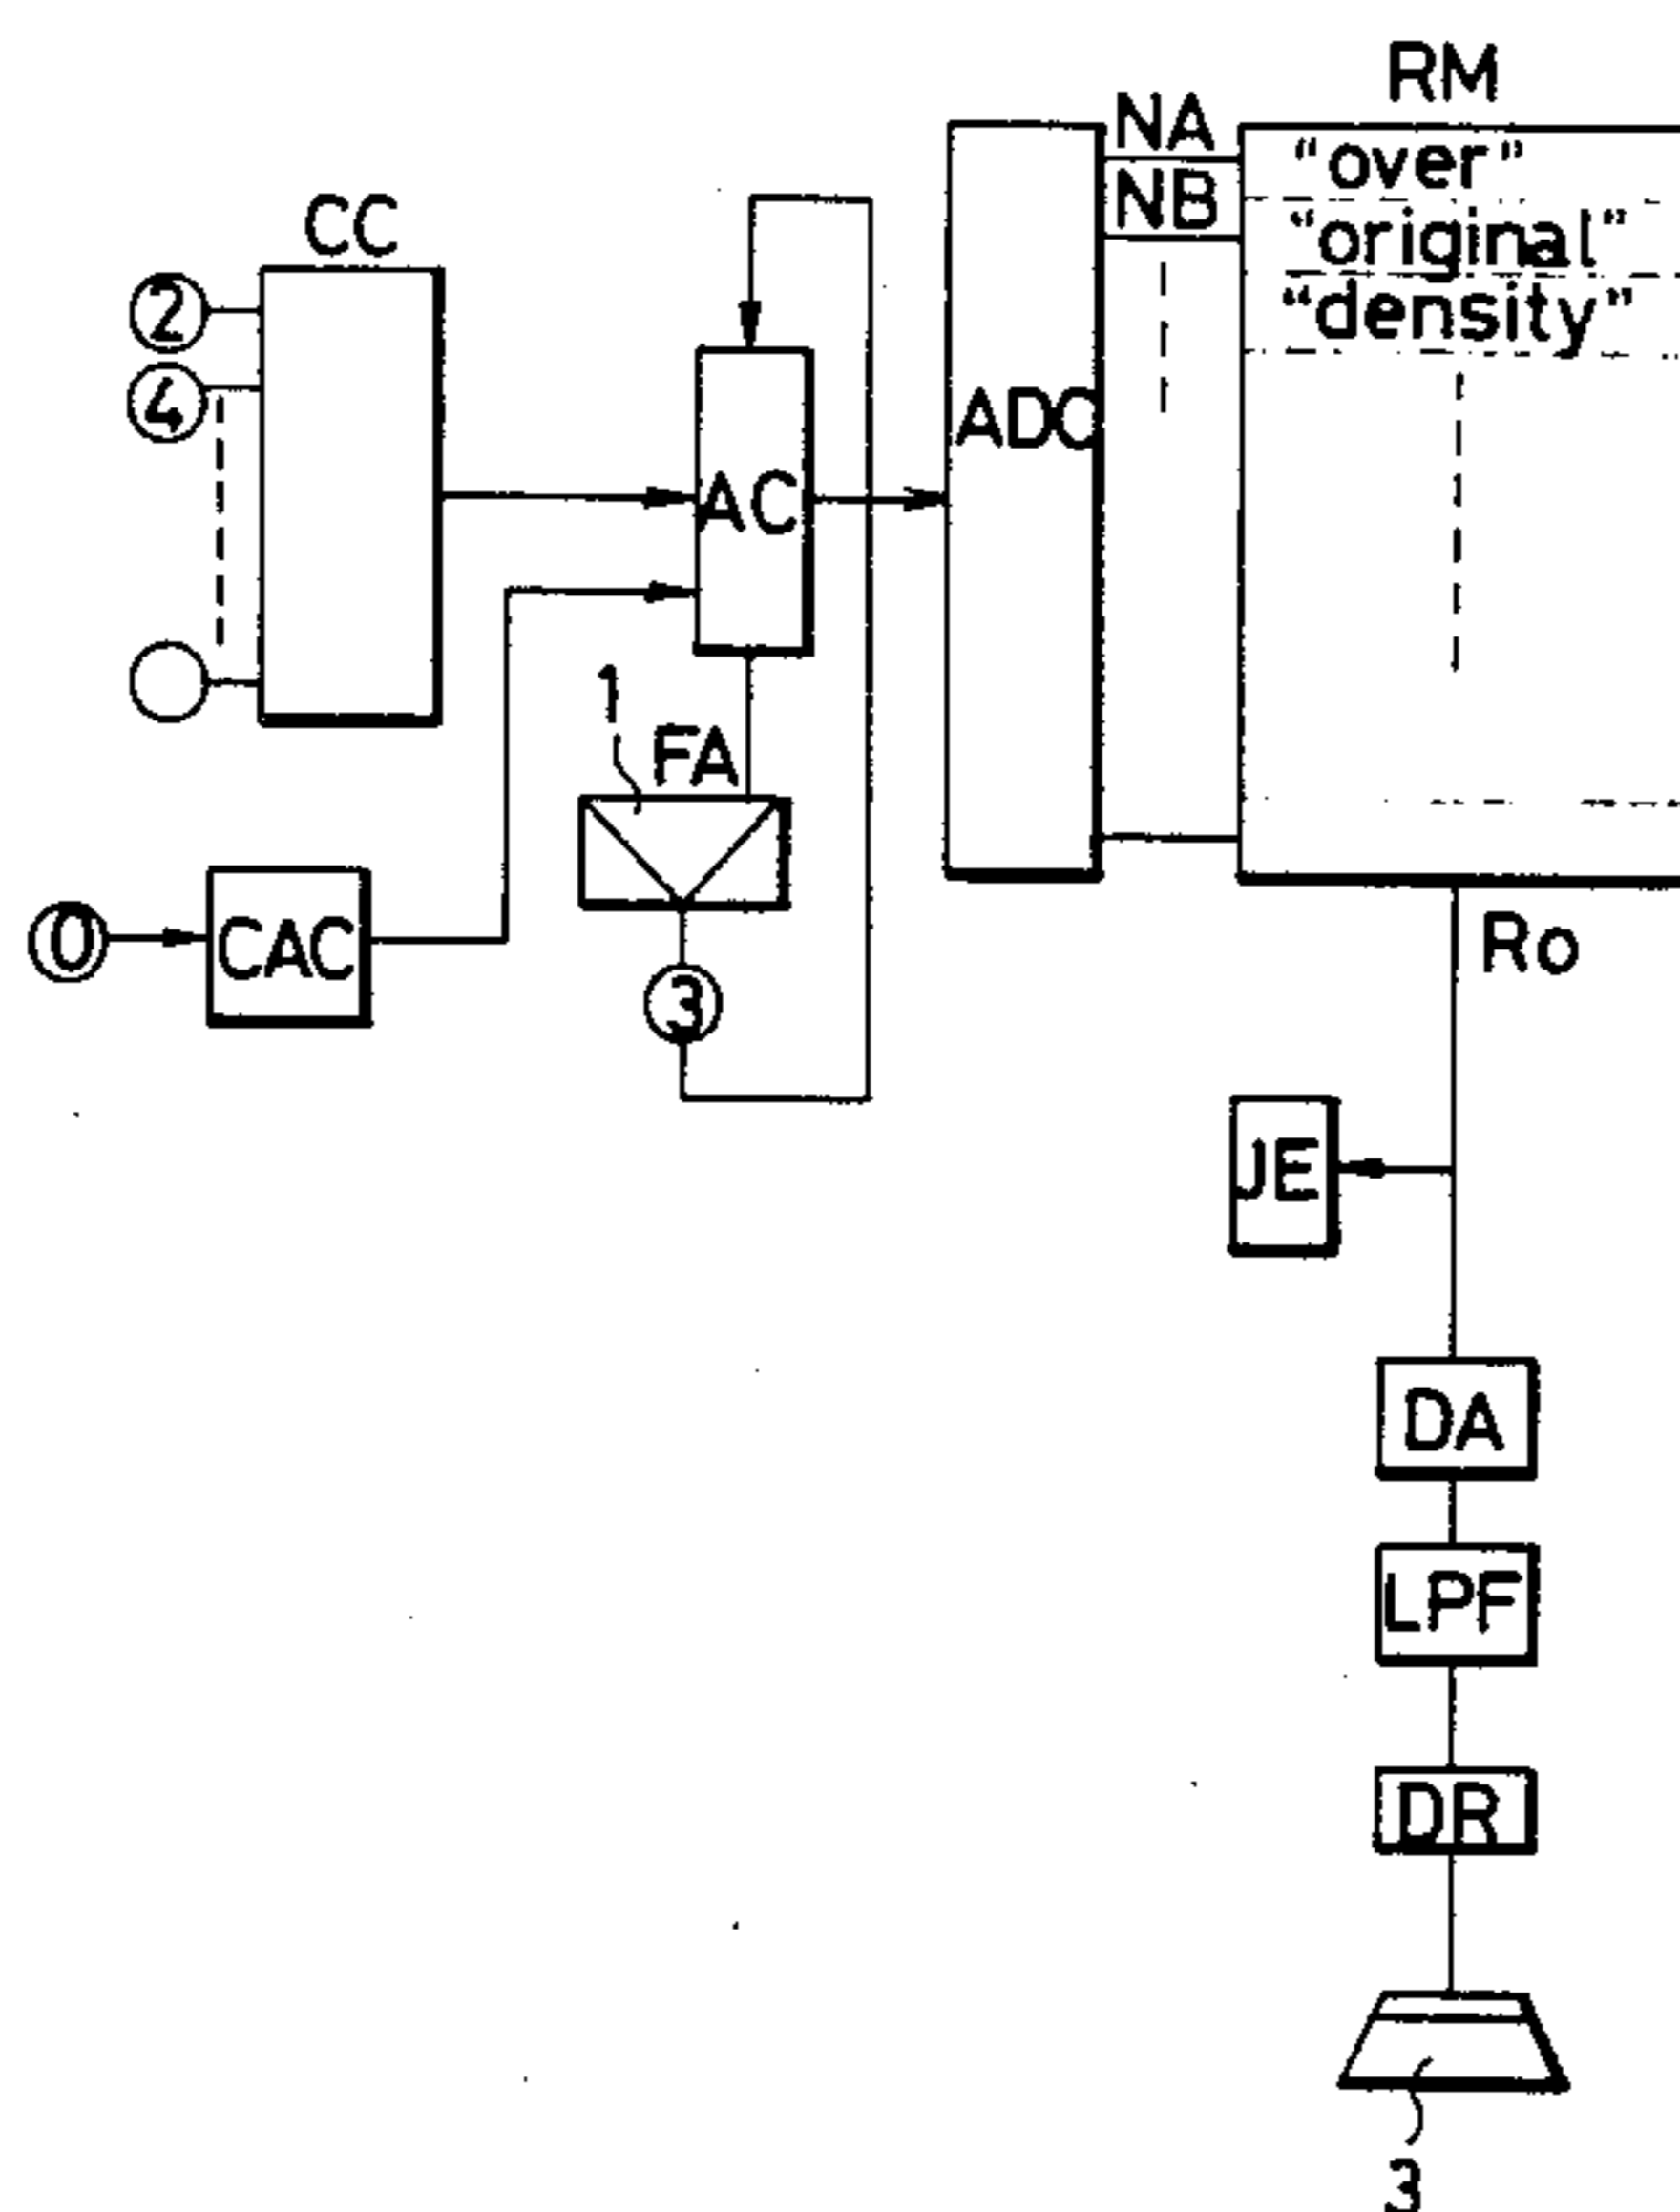 RM
NA
"over"
NB
"original"
"density"
CC
2
4
ADC
AC
1
FA
0
CAC
Ro
3
JE
DA
LPF
DR
3